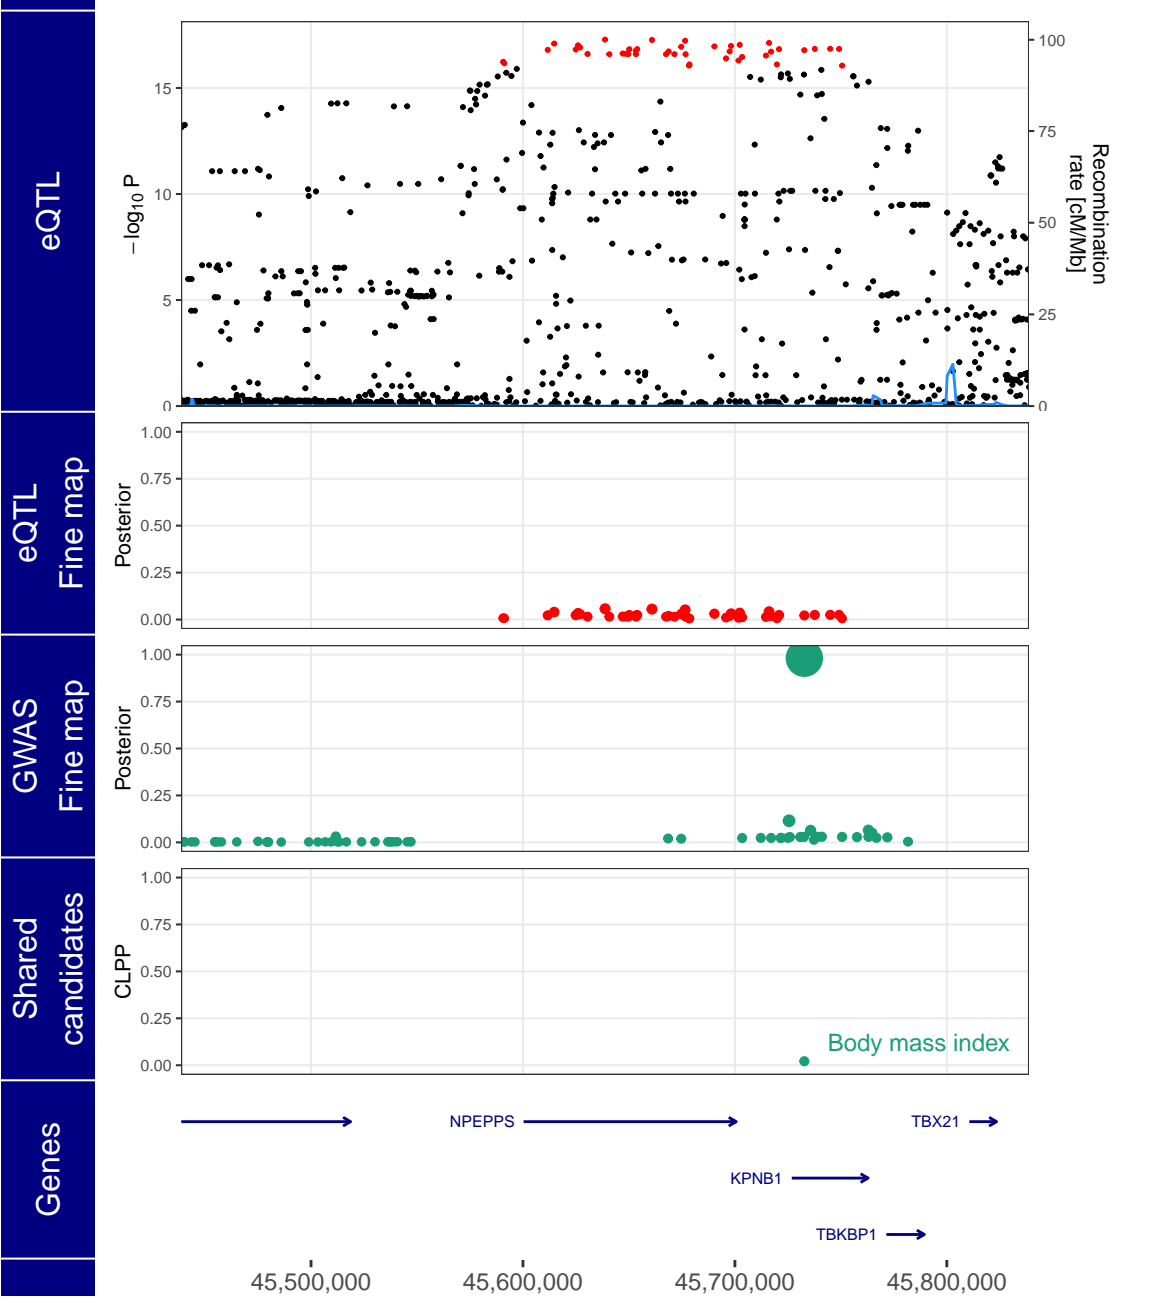 eQTL
−log10 P
15
10
5
0
100
75
50
25
0
Recombination
rate [cM/Mb]
eQTL
Fine map
Posterior
1.00
0.75
0.50
0.25
0.00
GWAS
Fine map
Posterior
1.00
0.75
0.50
0.25
0.00
Shared
candidates
CLPP
1.00
0.75
0.50
0.25
0.00
Body mass index
Genes
NPEPPS
TBX21
KPNB1
TBKBP1
45,500,000
45,600,000
45,700,000
45,800,000